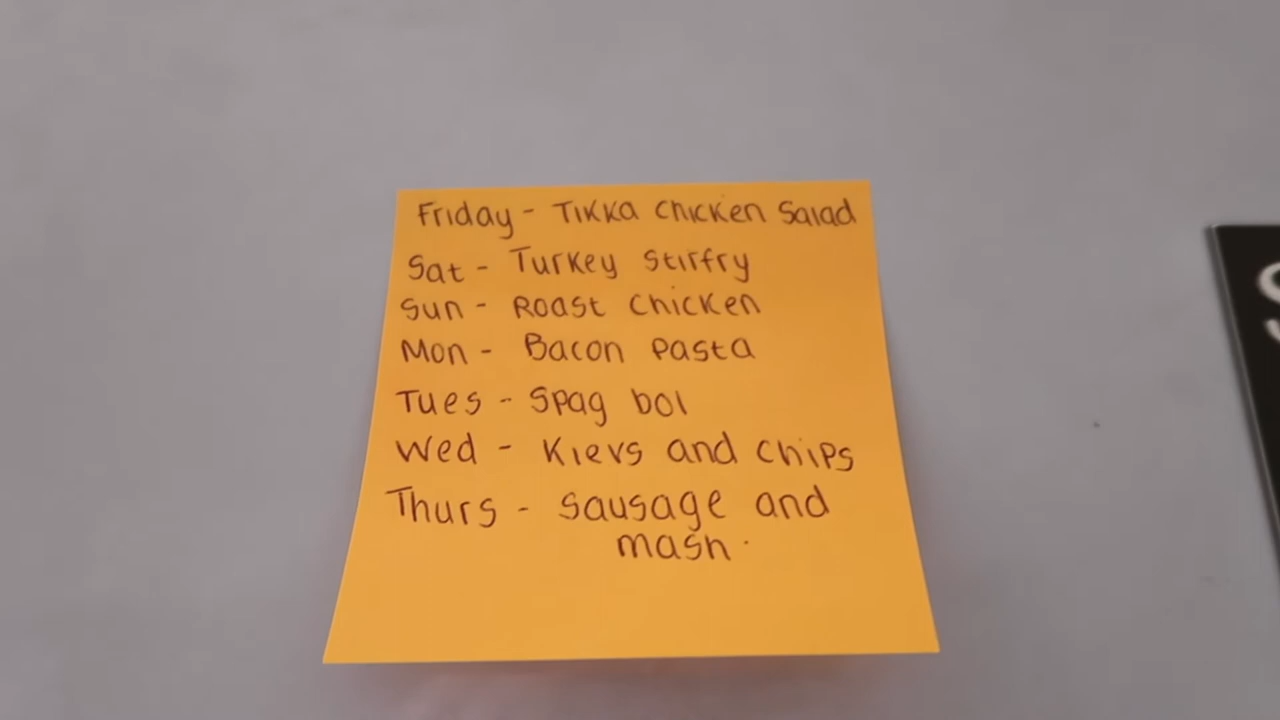 Friday - Tikka Chicken Salad
Sat - Turkey Stirfry
Sun - Roast Chicken
Mon - Bacon Pasta
Tues - Spag bol
Wed - Kievs and Chips
Thurs - Sausage and
mash.